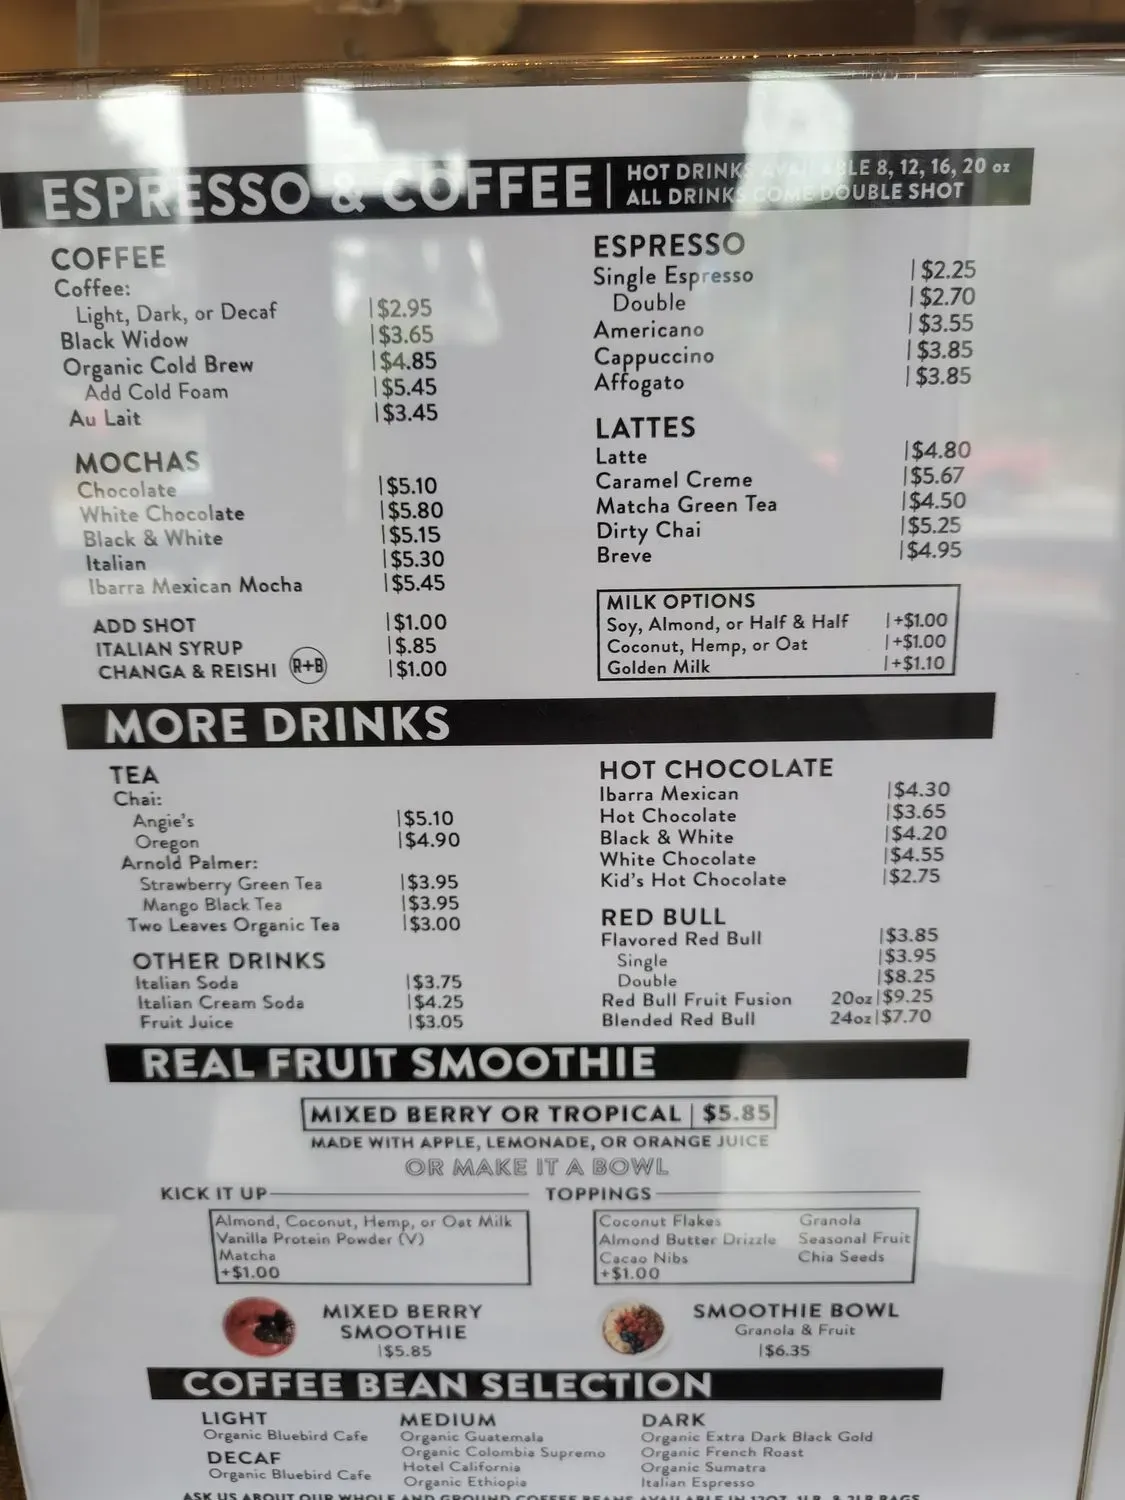 ESPRESSO & COFFEE | HOT DRINKS AVAILABLE 8, 12, 16, 20 oz
ALL DRINKS COME DOUBLE SHOT
COFFEE
Coffee:
Light, Dark, or Decaf | $2.95
Black Widow | $3.65
Organic Cold Brew | $4.85
Add Cold Foam | $5.45
Au Lait | $3.45
MOCHAS
Chocolate | $5.10
White Chocolate | $5.80
Black & White | $5.15
Italian | $5.30
Ibarra Mexican Mocha | $5.45
ADD SHOT | $1.00
ITALIAN SYRUP | $.85
CHANGA & REISHI R+B | $1.00
ESPRESSO
Single Espresso | $2.25
Double | $2.70
Americano | $3.55
Cappuccino | $3.85
Affogato | $3.85
LATTES
Latte | $4.80
Caramel Creme | $5.67
Matcha Green Tea | $4.50
Dirty Chai | $5.25
Breve | $4.95
MILK OPTIONS
Soy, Almond, or Half & Half | +$1.00
Coconut, Hemp, or Oat | +$1.00
Golden Milk | +$1.10
MORE DRINKS
TEA
Chai:
Angie's | $5.10
Oregon | $4.90
Arnold Palmer:
Strawberry Green Tea | $3.95
Mango Black Tea | $3.95
Two Leaves Organic Tea | $3.00
OTHER DRINKS
Italian Soda | $3.75
Italian Cream Soda | $4.25
Fruit Juice | $3.05
HOT CHOCOLATE
Ibarra Mexican | $4.30
Hot Chocolate | $3.65
Black & White | $4.20
White Chocolate | $4.55
Kid's Hot Chocolate | $2.75
RED BULL
Flavored Red Bull | $3.85
Single | $3.95
Double | $8.25
Red Bull Fruit Fusion 20oz | $9.25
Blended Red Bull 24oz | $7.70
REAL FRUIT SMOOTHIE
MIXED BERRY OR TROPICAL | $5.85
MADE WITH APPLE, LEMONADE, OR ORANGE JUICE
OR MAKE IT A BOWL
KICK IT UP
Almond, Coconut, Hemp, or Oat Milk
Vanilla Protein Powder (V)
Matcha
+$1.00
TOPPINGS
Coconut Flakes Granola
Almond Butter Drizzle Seasonal Fruit
Cacao Nibs Chia Seeds
+$1.00
MIXED BERRY
SMOOTHIE
| $5.85
SMOOTHIE BOWL
Granola & Fruit
| $6.35
COFFEE BEAN SELECTION
LIGHT
Organic Bluebird Cafe
DECAF
Organic Bluebird Cafe
MEDIUM
Organic Guatemala
Organic Colombia Supremo
Hotel California
Organic Ethiopia
DARK
Organic Extra Dark Black Gold
Organic French Roast
Organic Sumatra
Italian Espresso
ASK US ABOUT OUR WHOLE AND GROUND COFFEE BEANS AVAILABLE IN 12OZ, 1LB, & 2LB BAGS